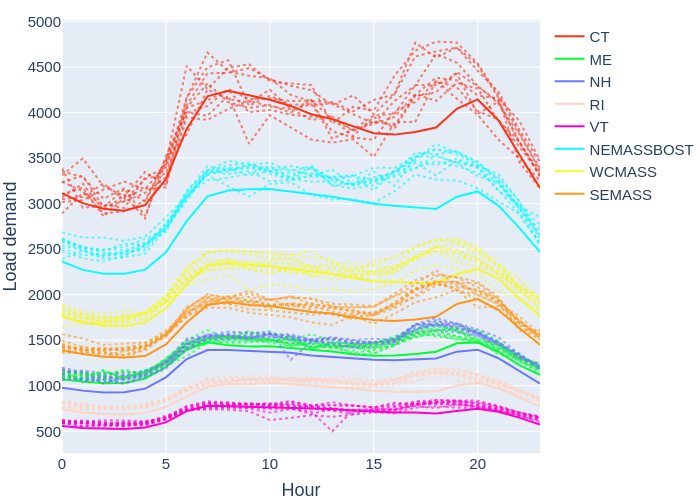 5000
4500
4000
3500
3000
2500
2000
1500
1000
500
0
5
10
15
20
Load demand
Hour
CT
ME
NH
RI
VT
NEMASSBOST
WCMASS
SEMASS